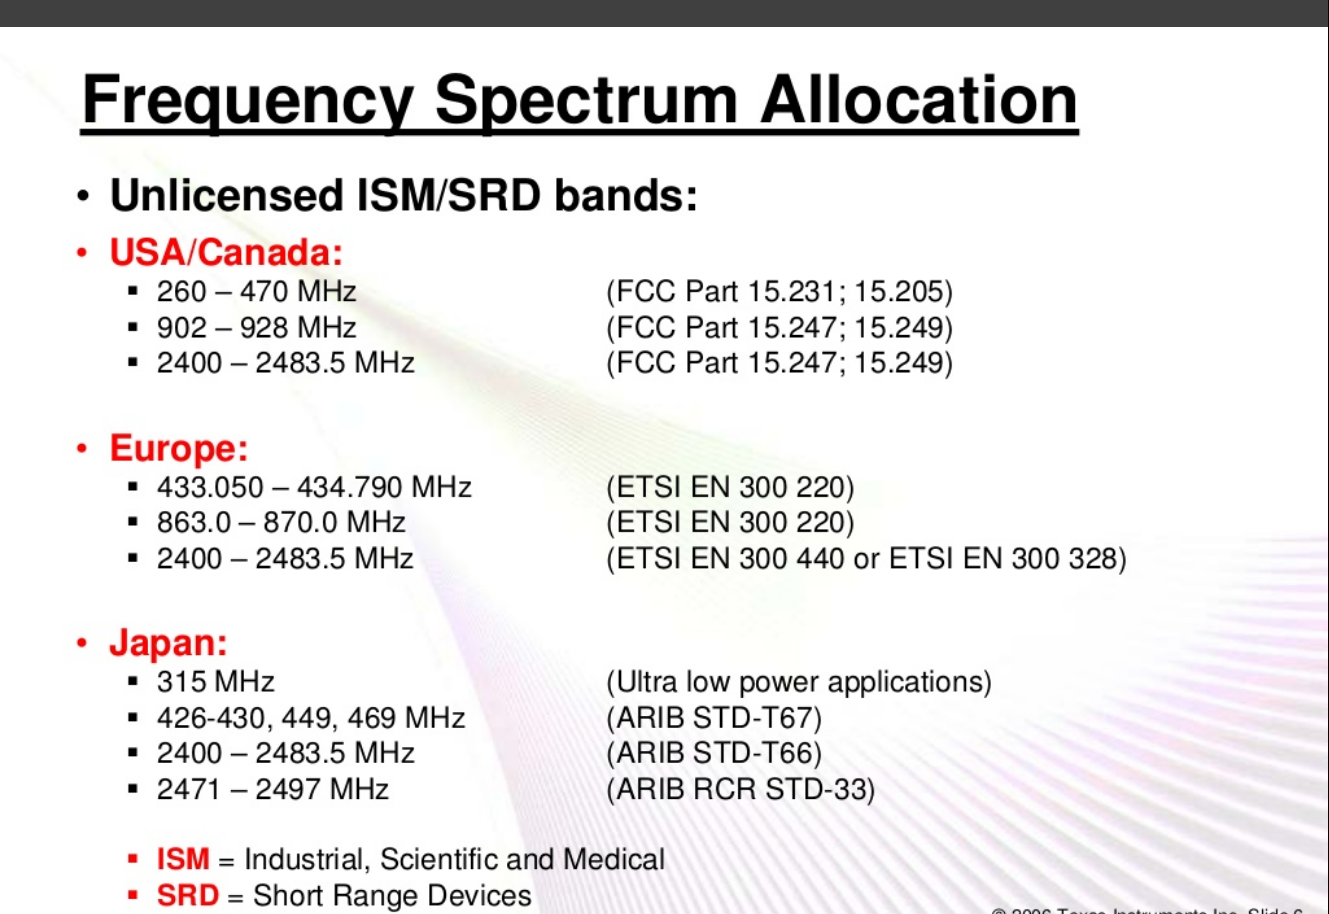 Frequency Spectrum Allocation
• Unlicensed ISM/SRD bands:
• USA/Canada:
▪ 260 – 470 MHz (FCC Part 15.231; 15.205)
▪ 902 – 928 MHz (FCC Part 15.247; 15.249)
▪ 2400 – 2483.5 MHz (FCC Part 15.247; 15.249)
• Europe:
▪ 433.050 – 434.790 MHz (ETSI EN 300 220)
▪ 863.0 – 870.0 MHz (ETSI EN 300 220)
▪ 2400 – 2483.5 MHz (ETSI EN 300 440 or ETSI EN 300 328)
• Japan:
▪ 315 MHz (Ultra low power applications)
▪ 426-430, 449, 469 MHz (ARIB STD-T67)
▪ 2400 – 2483.5 MHz (ARIB STD-T66)
▪ 2471 – 2497 MHz (ARIB RCR STD-33)
▪ ISM = Industrial, Scientific and Medical
▪ SRD = Short Range Devices
© 2006 Texas Instruments Inc, Slide 6